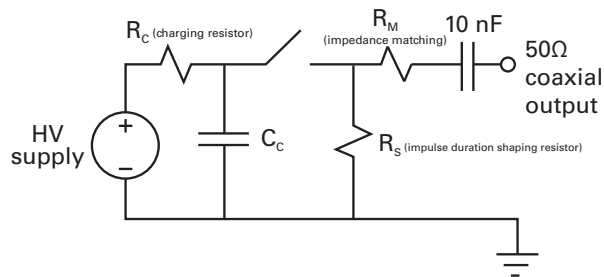 R_C (charging resistor)
R_M
(impedance matching)
10 nF
50Ω
coaxial
output
HV
supply
+
−
C_C
R_S (impulse duration shaping resistor)